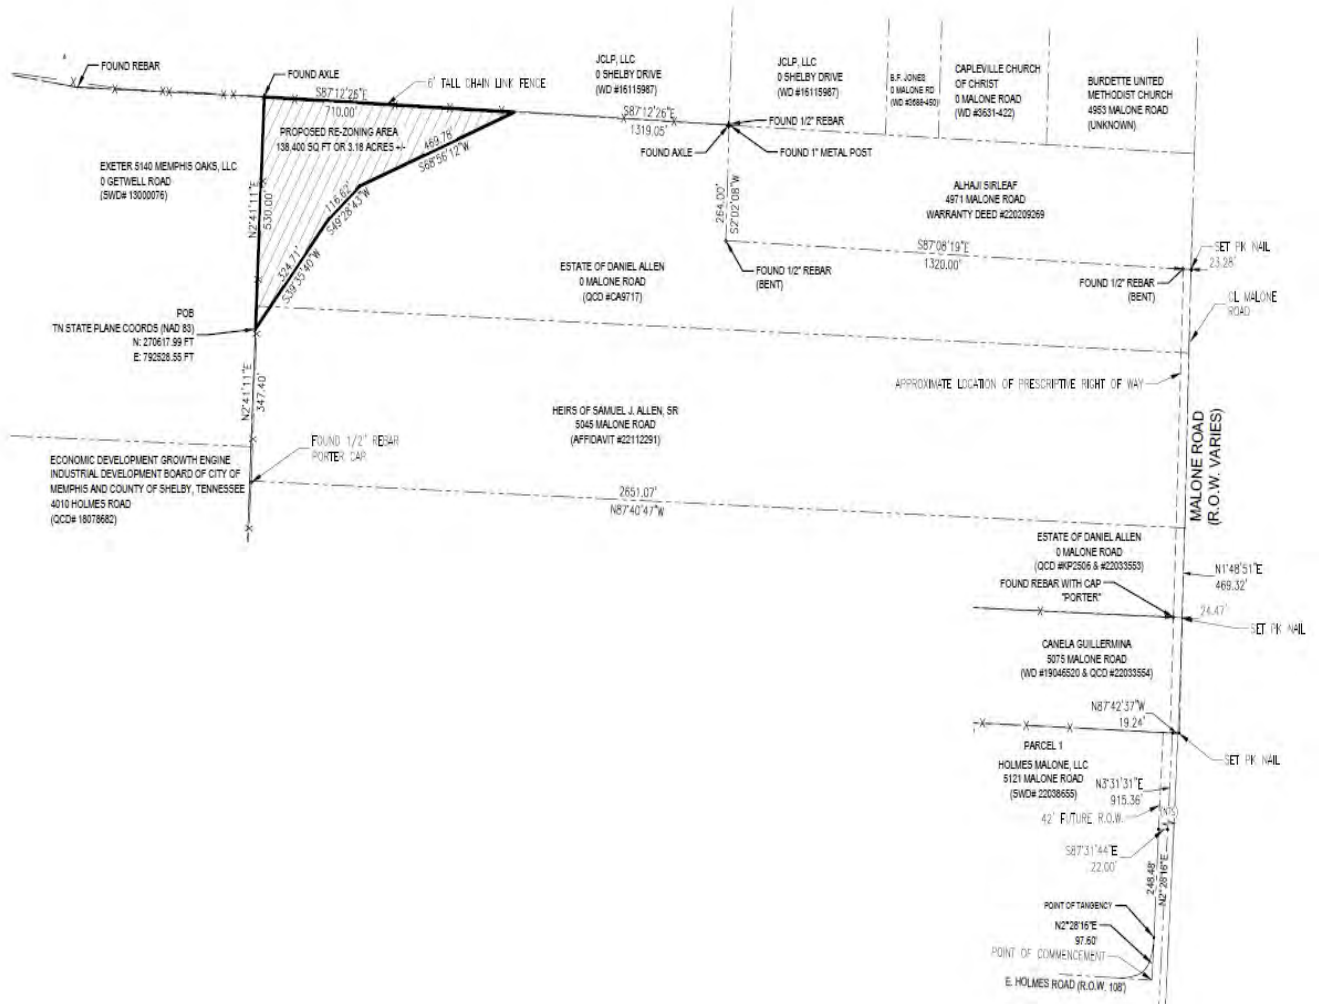 FOUND REBAR
FOUND AXLE
S87°12'26"E
710.00'
6' TALL CHAIN LINK FENCE
PROPOSED RE-ZONING AREA
138,400 SQ FT OR 3.18 ACRES +/-
469.78'
S68°56'12"W
116.62'
S49°28'43"W
324.71'
S39°35'40"W
N2°41'11"E
530.00'
EXETER 5140 MEMPHIS OAKS, LLC
0 GETWELL ROAD
(SWD# 13000076)
JCLP, LLC
0 SHELBY DRIVE
(WD #16115987)
S87°12'26"E
1319.05'
JCLP, LLC
0 SHELBY DRIVE
(WD #16115987)
B.F. JONES
0 MALONE RD
(WD #3688-450)
CAPLEVILLE CHURCH
OF CHRIST
0 MALONE ROAD
(WD #3631-422)
BURDETTE UNITED
METHODIST CHURCH
4953 MALONE ROAD
(UNKNOWN)
FOUND 1/2" REBAR
FOUND AXLE
FOUND 1" METAL POST
264.00'
S2°02'08"W
ALHAJI SIRLEAF
4971 MALONE ROAD
WARRANTY DEED #220209269
S87°08'19"E
1320.00'
SET PK NAIL
23.28'
FOUND 1/2" REBAR
(BENT)
FOUND 1/2" REBAR
(BENT)
CL MALONE
ROAD
ESTATE OF DANIEL ALLEN
0 MALONE ROAD
(QCD #CA9717)
POB
TN STATE PLANE COORDS (NAD 83)
N: 270617.99 FT
E: 792528.55 FT
N2°41'11"E
347.40'
APPROXIMATE LOCATION OF PRESCRIPTIVE RIGHT OF WAY
HEIRS OF SAMUEL J. ALLEN, SR
5045 MALONE ROAD
(AFFIDAVIT #22112291)
MALONE ROAD
(R.O.W. VARIES)
FOUND 1/2" REBAR
PORTER CAP
ECONOMIC DEVELOPMENT GROWTH ENGINE
INDUSTRIAL DEVELOPMENT BOARD OF CITY OF
MEMPHIS AND COUNTY OF SHELBY, TENNESSEE
4010 HOLMES ROAD
(QCD# 18078682)
2651.07'
N87°40'47"W
ESTATE OF DANIEL ALLEN
0 MALONE ROAD
(QCD #KP2506 & #22033553)
N1°48'51"E
469.32'
FOUND REBAR WITH CAP
"PORTER"
24.47'
SET PK NAIL
CANELA GUILLERMINA
5075 MALONE ROAD
(WD #19046520 & QCD #22033554)
N87°42'37"W
19.24'
SET PK NAIL
PARCEL 1
HOLMES MALONE, LLC
5121 MALONE ROAD
(SWD# 22038655)
N3°31'31"E
915.36'
42' FUTURE R.O.W.
S87°31'44"E
22.00'
248.48'
N2°28'16"E
POINT OF TANGENCY
N2°28'16"E
97.60'
POINT OF COMMENCEMENT
E. HOLMES ROAD (R.O.W. 108')